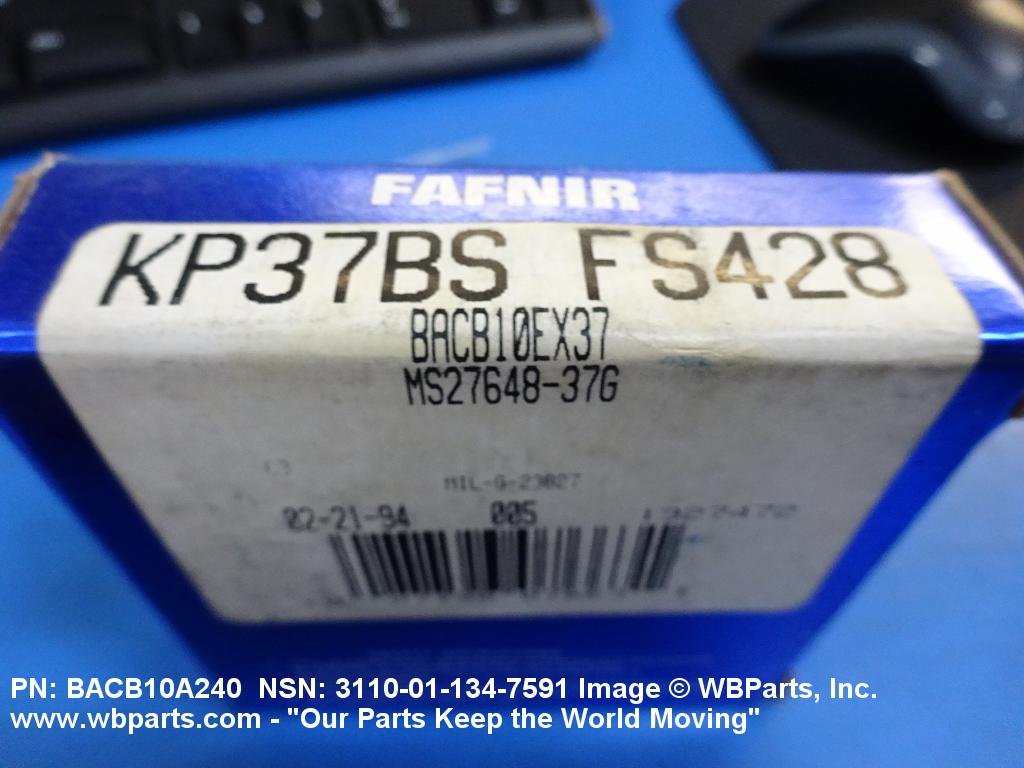 FAFNIR
KP37BS FS428
BACB10EX37
MS27648-37G
MIL-G-23827
02-21-94 005 1327472
PN: BACB10A240 NSN: 3110-01-134-7591 Image © WBParts, Inc.
www.wbparts.com - "Our Parts Keep the World Moving"